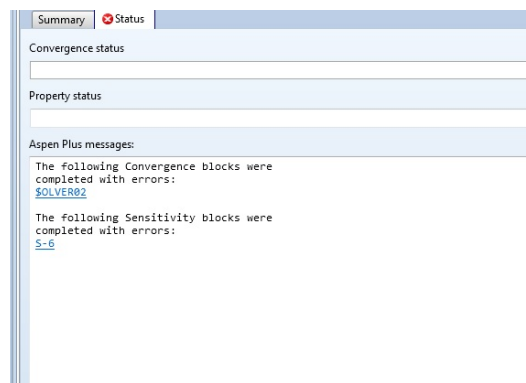 Summary
Status
Convergence status
Property status
Aspen Plus messages:
The following Convergence blocks were
completed with errors:
$OLVER02
The following Sensitivity blocks were
completed with errors:
S-6